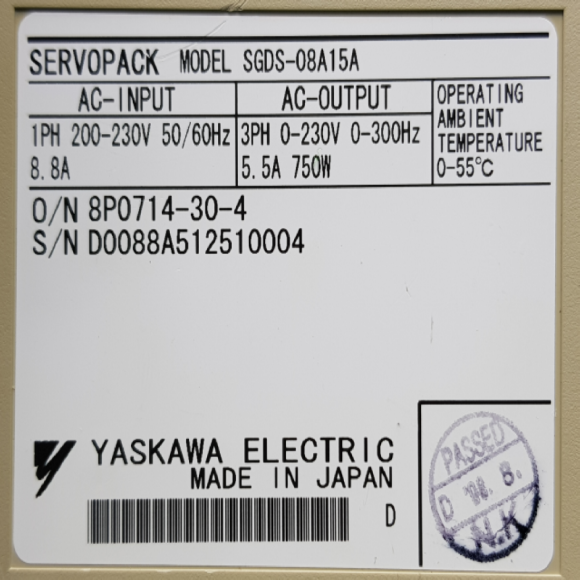 SERVOPACK MODEL SGDS-08A15A
AC-INPUT
1PH 200-230V 50/60Hz
8.8A
AC-OUTPUT
3PH 0-230V 0-300Hz
5.5A 750W
OPERATING
AMBIENT
TEMPERATURE
0-55℃
O/N 8P0714-30-4
S/N D0088A512510004
YASKAWA ELECTRIC
MADE IN JAPAN
D
PASSED
D 8.
N.K